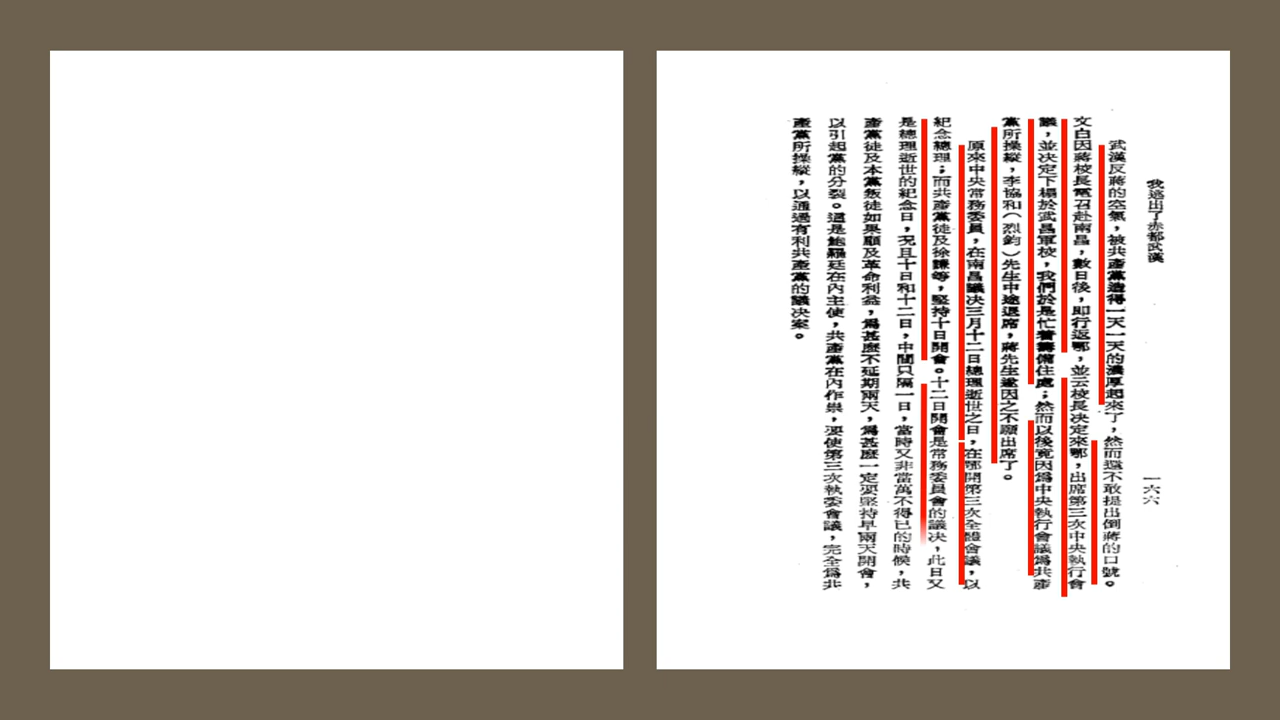 我逃出了赤都武漢
一六六
武漢反蔣的空氣，被共產黨造得一天一天的濃厚起來了，然而還不敢提出倒蔣的口號。
文白因蔣校長電召赴南昌，數日後，即行返鄂，並云校長決定來鄂，出席第三次中央執行會
議，並決定下榻於武昌軍校，我們於是忙着籌備住處；然而以後竟因爲中央執行會議爲共產
黨所操縱，李協和（烈鈞）先生中途退席，蔣先生遂因之不願出席了。
原來中央常務委員，在南昌議決三月十二日總理逝世之日，在鄂開第三次全體會議，以
紀念總理；而共產黨徒及徐謙等，堅持十日開會。十二日開會是常務委員會的議決，此日又
是總理逝世的紀念日，況且十日和十二日，中間只隔一日，當時又非當萬不得已的時候，共
產黨徒及本黨叛徒如果顧及革命利益，爲甚麽不延期兩天，爲甚麽一定要堅持早兩天開會，
以引起黨的分裂。這是鮑羅廷在內主使，共產黨在內作祟，要使第三次執委會議，完全爲共
產黨所操縱，以通過有利共產黨的議決案。